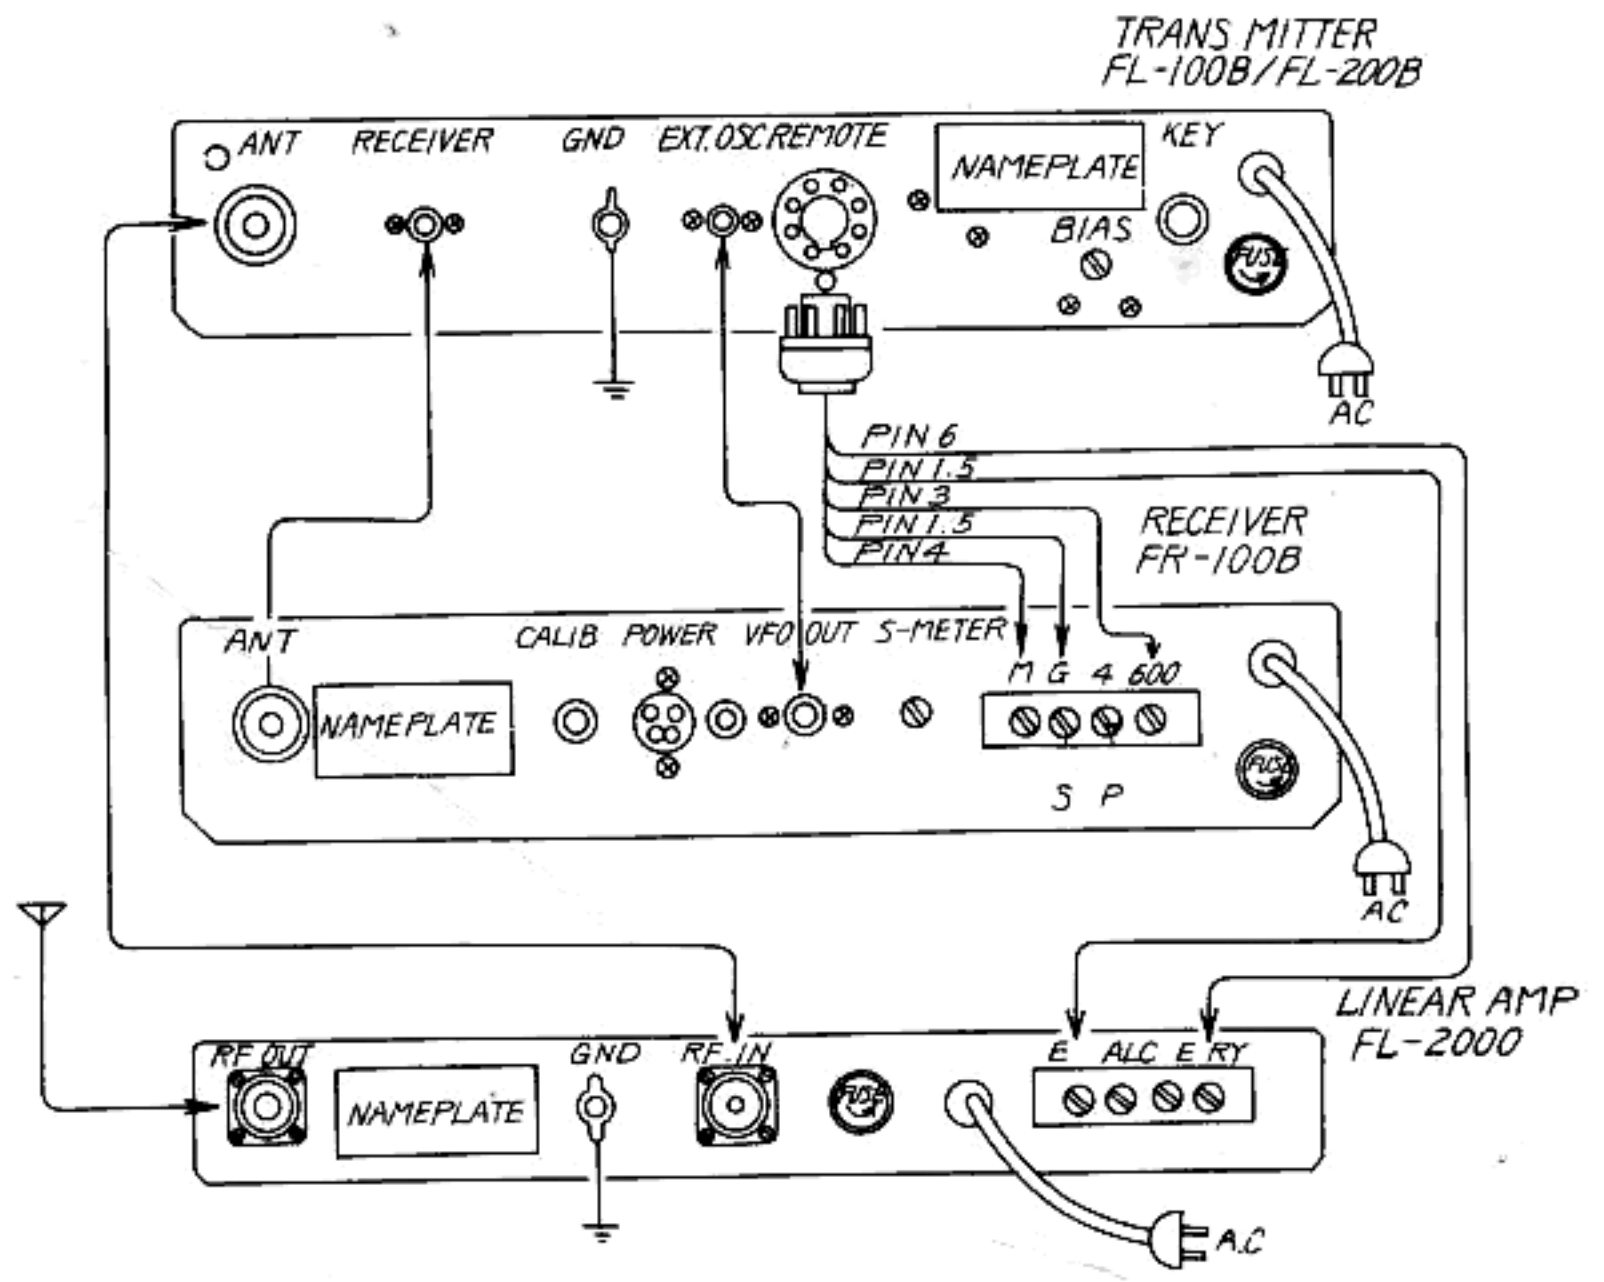 TRANS MITTER
FL-100B/FL-200B
ANT
RECEIVER
GND
EXT.OSC
REMOTE
NAMEPLATE
KEY
BIAS
FUSE
AC
PIN 6
PIN 1.5
PIN 3
PIN 1.5
PIN 4
RECEIVER
FR-100B
ANT
CALIB
POWER
VFO OUT
S-METER
M G 4 600
NAMEPLATE
FUSE
S P
AC
LINEAR AMP
FL-2000
RF OUT
GND
RF IN
E ALC E RY
NAMEPLATE
FUSE
A.C